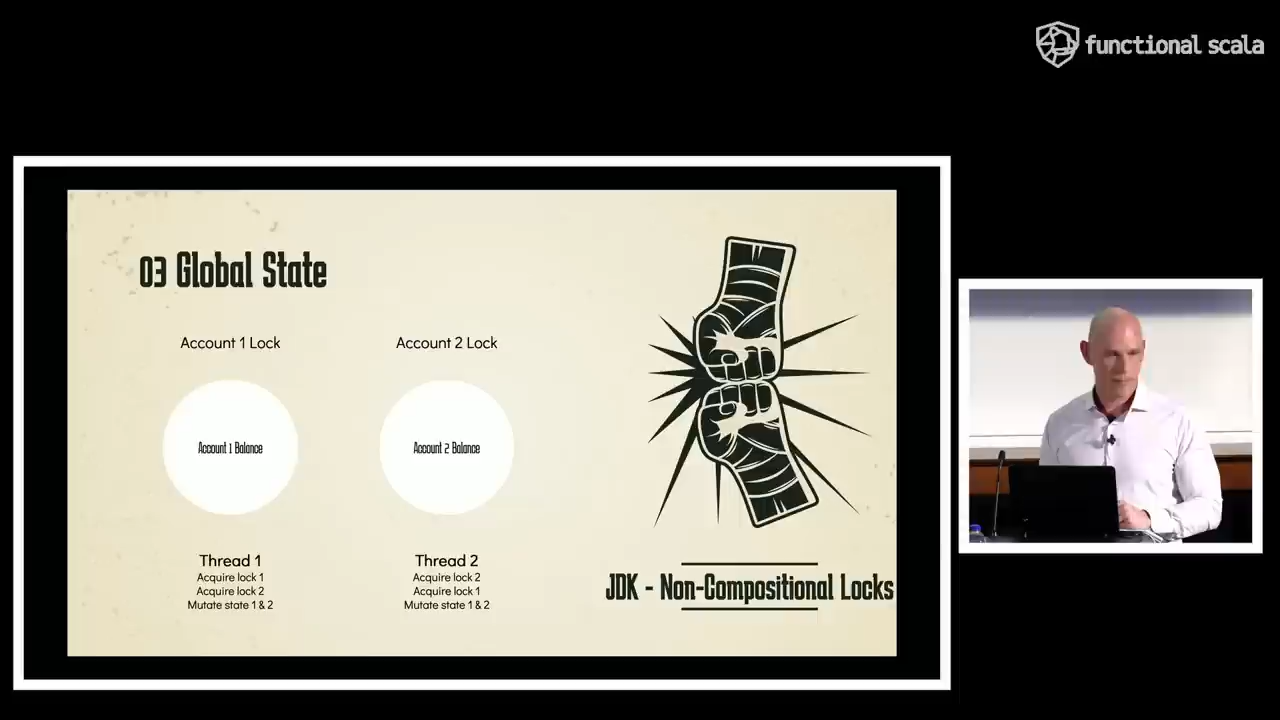 functional scala
03 Global State
Account 1 Lock
Account 2 Lock
Account 1 Balance
Account 2 Balance
Thread 1
Acquire lock 1
Acquire lock 2
Mutate state 1 & 2
Thread 2
Acquire lock 2
Acquire lock 1
Mutate state 1 & 2
JDK - Non-Compositional Locks